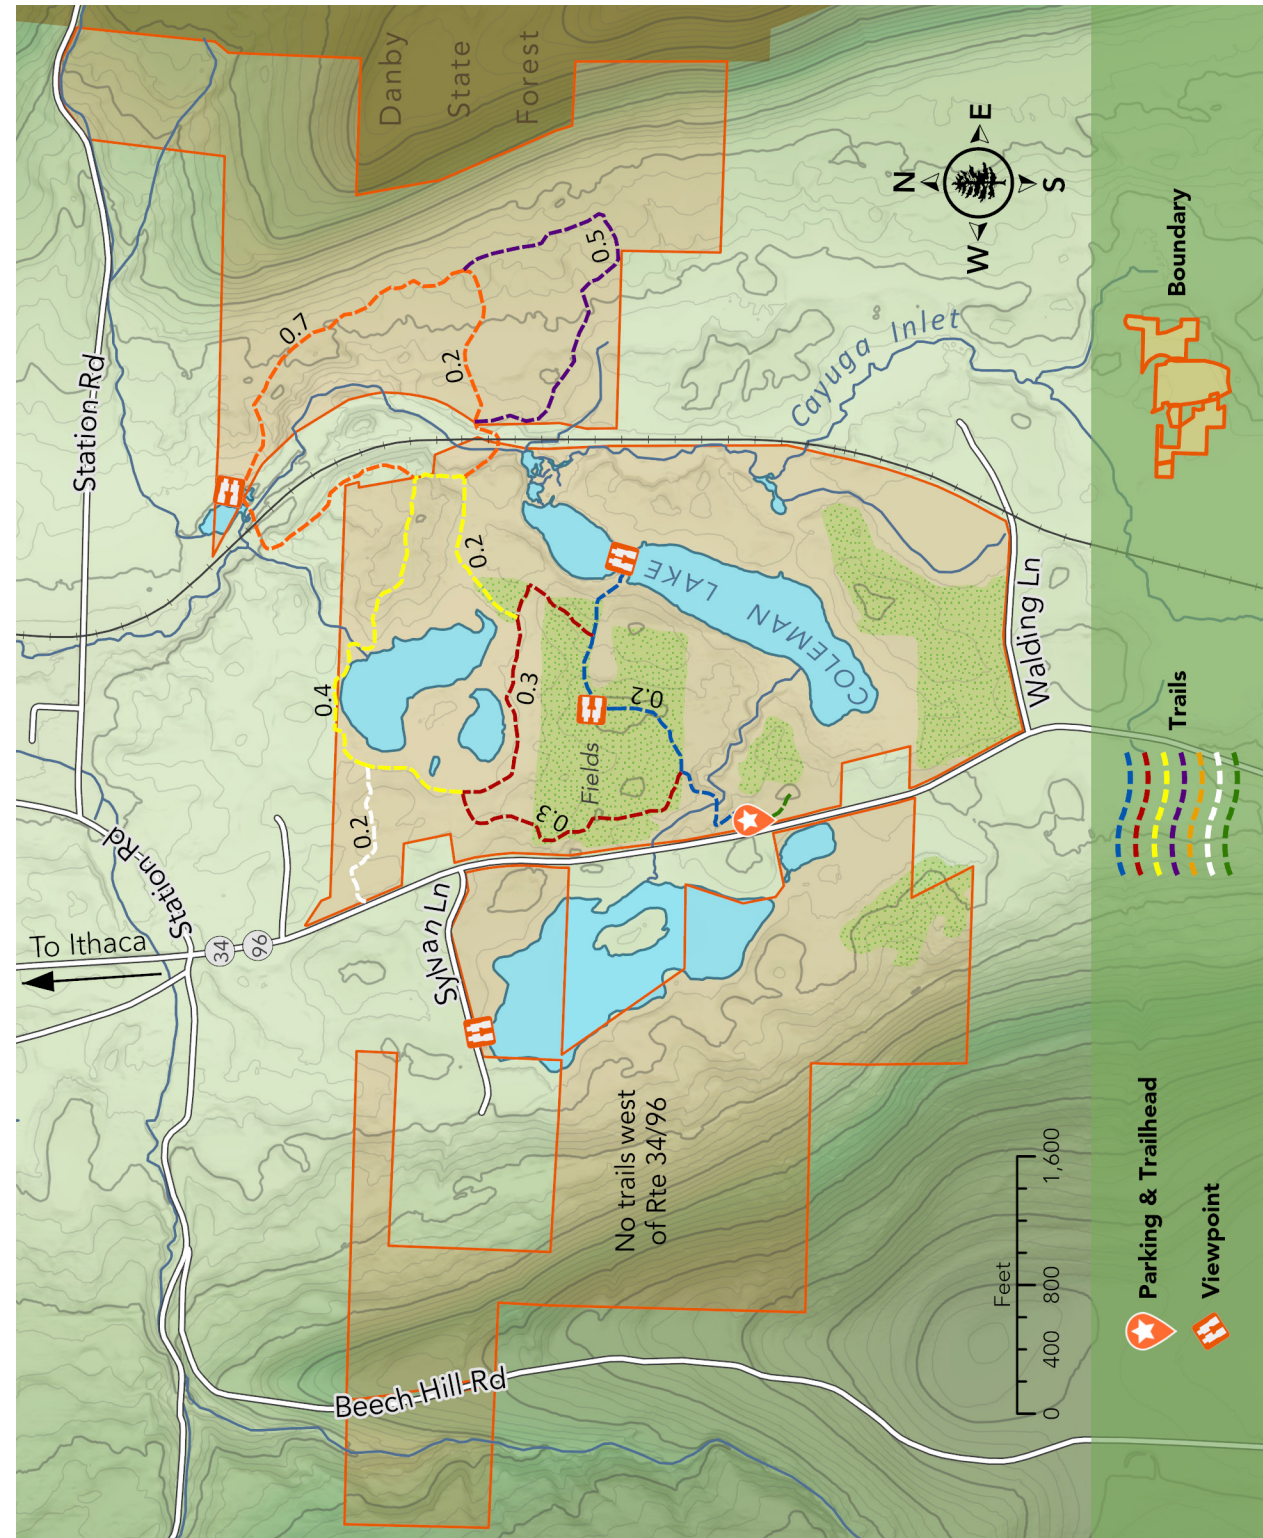 Danby
State
Forest
Station-Rd
0.7
0.5
0.2
N
W
E
S
Cayuga Inlet
0.2
0.4
0.3
COLEMAN LAKE
0.2
Fields
0.3
0.2
Walding Ln
Station-Rd
To Ithaca
34
96
Sylvan Ln
No trails west
of Rte 34/96
Beech-Hill-Rd
Feet
0 400 800 1,600
Parking & Trailhead
Viewpoint
Trails
Boundary